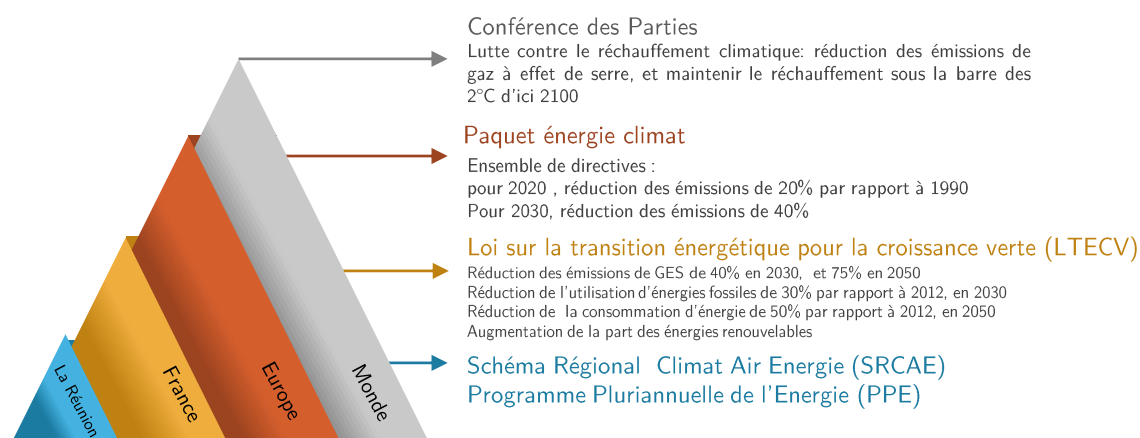 Conférence des Parties
Lutte contre le réchauffement climatique: réduction des émissions de
gaz à effet de serre, et maintenir le réchauffement sous la barre des
2°C d'ici 2100
Paquet énergie climat
Ensemble de directives :
pour 2020 , réduction des émissions de 20% par rapport à 1990
Pour 2030, réduction des émissions de 40%
Loi sur la transition énergétique pour la croissance verte (LTECV)
Réduction des émissions de GES de 40% en 2030, et 75% en 2050
Réduction de l'utilisation d'énergies fossiles de 30% par rapport à 2012, en 2030
Réduction de la consommation d'énergie de 50% par rapport à 2012, en 2050
Augmentation de la part des énergies renouvelables
Schéma Régional Climat Air Energie (SRCAE)
Programme Pluriannuelle de l'Energie (PPE)
La Réunion
France
Europe
Monde